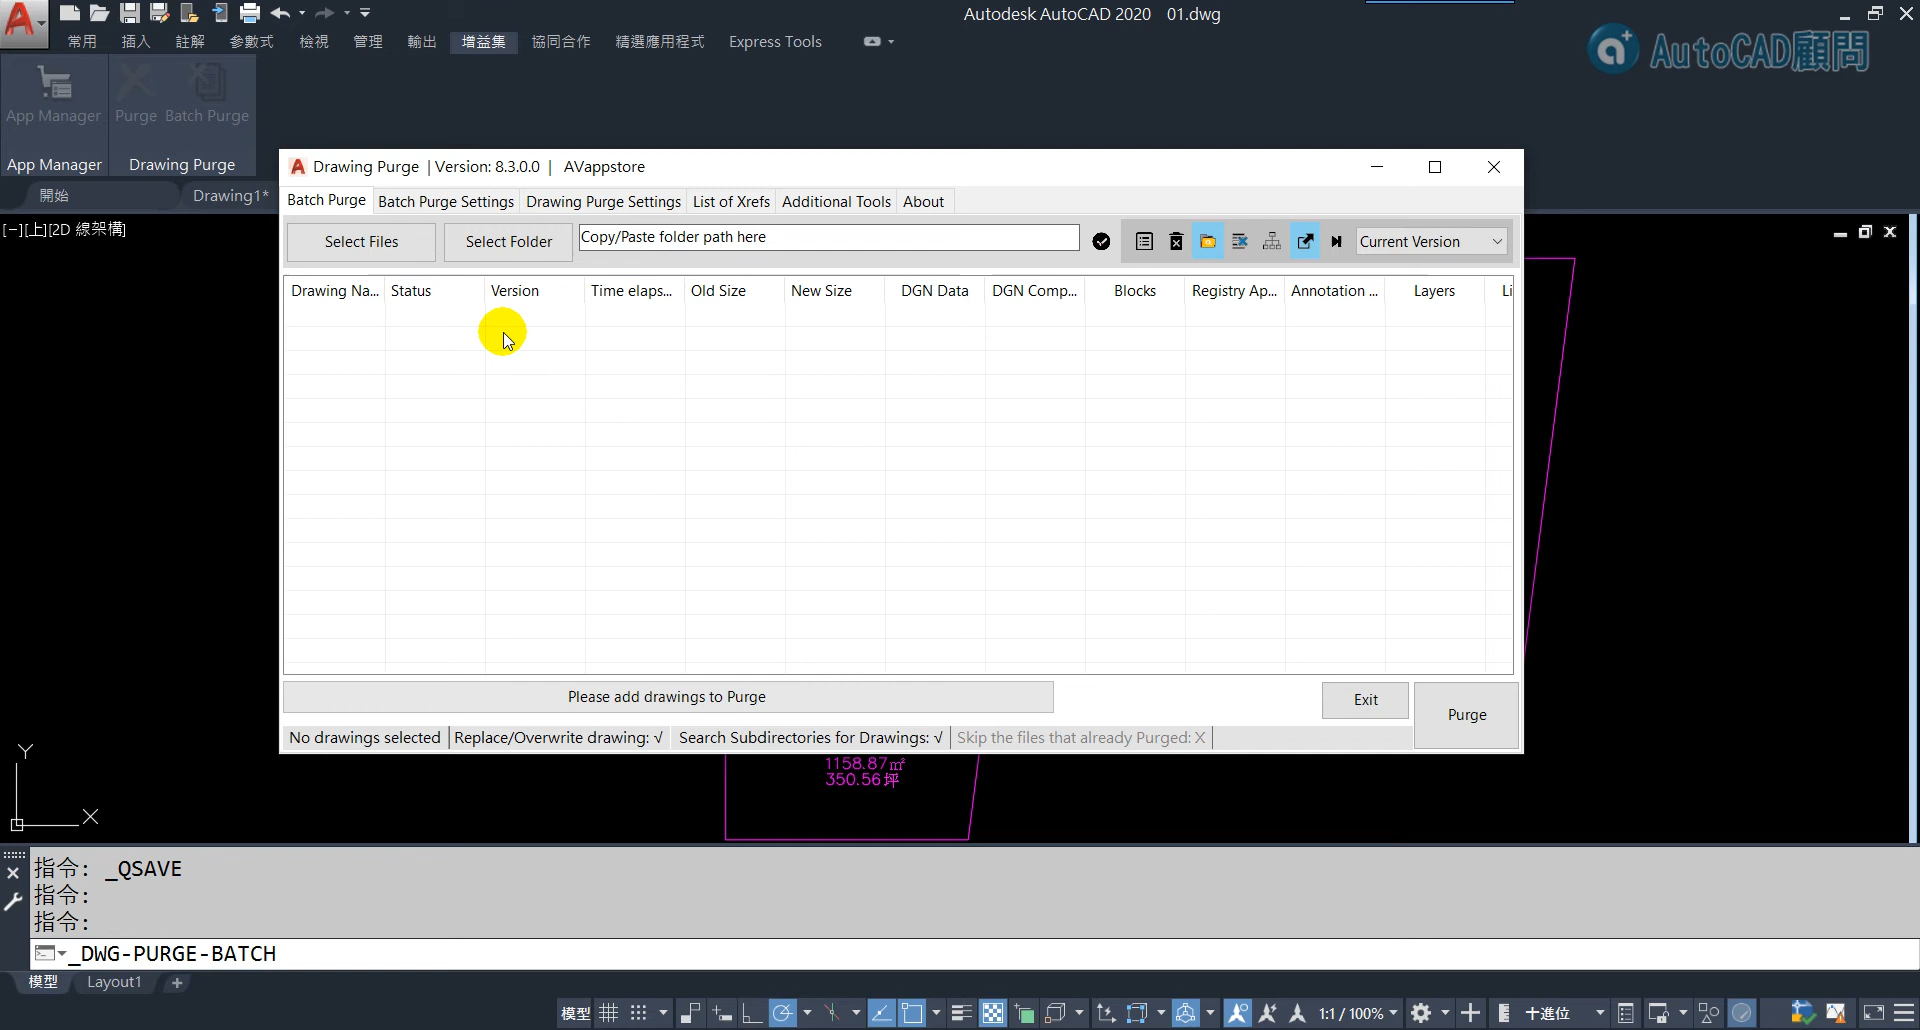 Autodesk AutoCAD 2020 01.dwg
常用 插入 註解 參數式 檢視 管理 輸出 增益集 協同合作 精選應用程式 Express Tools
AutoCAD顧問
App Manager Purge Batch Purge
App Manager Drawing Purge
開始 Drawing1*
[−][上][2D 線架構]
Drawing Purge | Version: 8.3.0.0 | AVappstore
Batch Purge Batch Purge Settings Drawing Purge Settings List of Xrefs Additional Tools About
Select Files Select Folder Copy/Paste folder path here Current Version
Drawing Na... Status Version Time elaps... Old Size New Size DGN Data DGN Comp... Blocks Registry Ap... Annotation ... Layers Li
Please add drawings to Purge
Exit
Purge
No drawings selected Replace/Overwrite drawing: √ Search Subdirectories for Drawings: √ Skip the files that already Purged: X
1158.87㎡
350.56坪
Y
X
指令: _QSAVE
指令:
指令:
_DWG-PURGE-BATCH
模型 Layout1 +
模型 1:1 / 100% 十進位